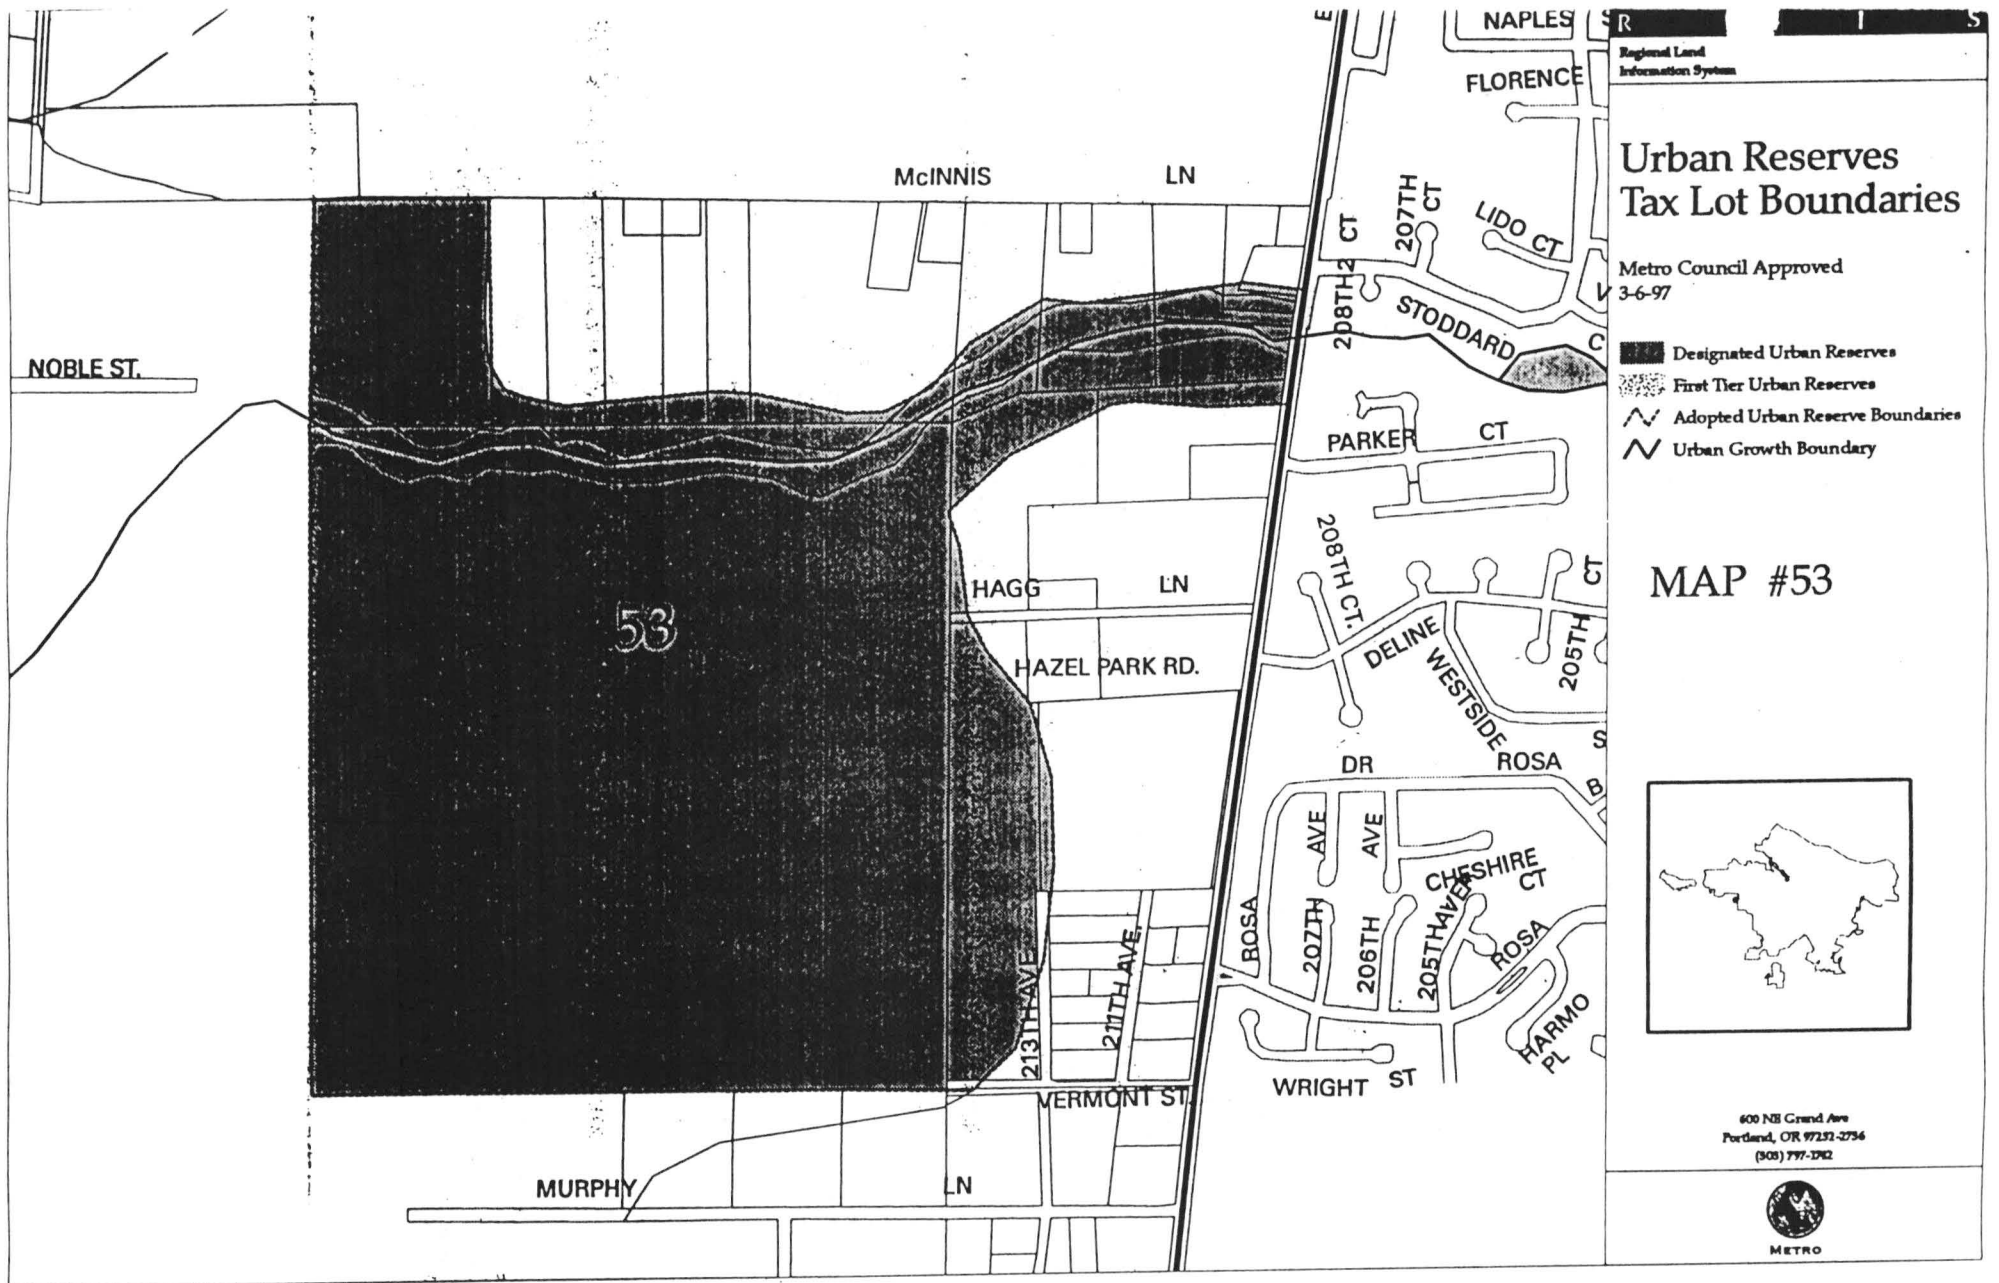 R I S
Regional Land
Information System
Urban Reserves
Tax Lot Boundaries
Metro Council Approved
3-6-97
Designated Urban Reserves
First Tier Urban Reserves
Adopted Urban Reserve Boundaries
Urban Growth Boundary
MAP #53
600 NE Grand Ave
Portland, OR 97232-2736
METRO
E
NAPLES S
FLORENCE
McINNIS LN
207TH CT
LIDO CT
208TH 2 CT
STODDARD
V
C
NOBLE ST.
PARKER CT
53
HAGG LN
208TH CT.
CT
DELINE
205TH
HAZEL PARK RD.
WESTSIDE
S
DR ROSA
B
AVE
AVE
CHESHIRE
CT
ROSA
207TH
206TH
205TH AVE
ROSA
213TH AVE
211TH AVE.
HARMO
PL
WRIGHT ST
VERMONT ST.
MURPHY LN